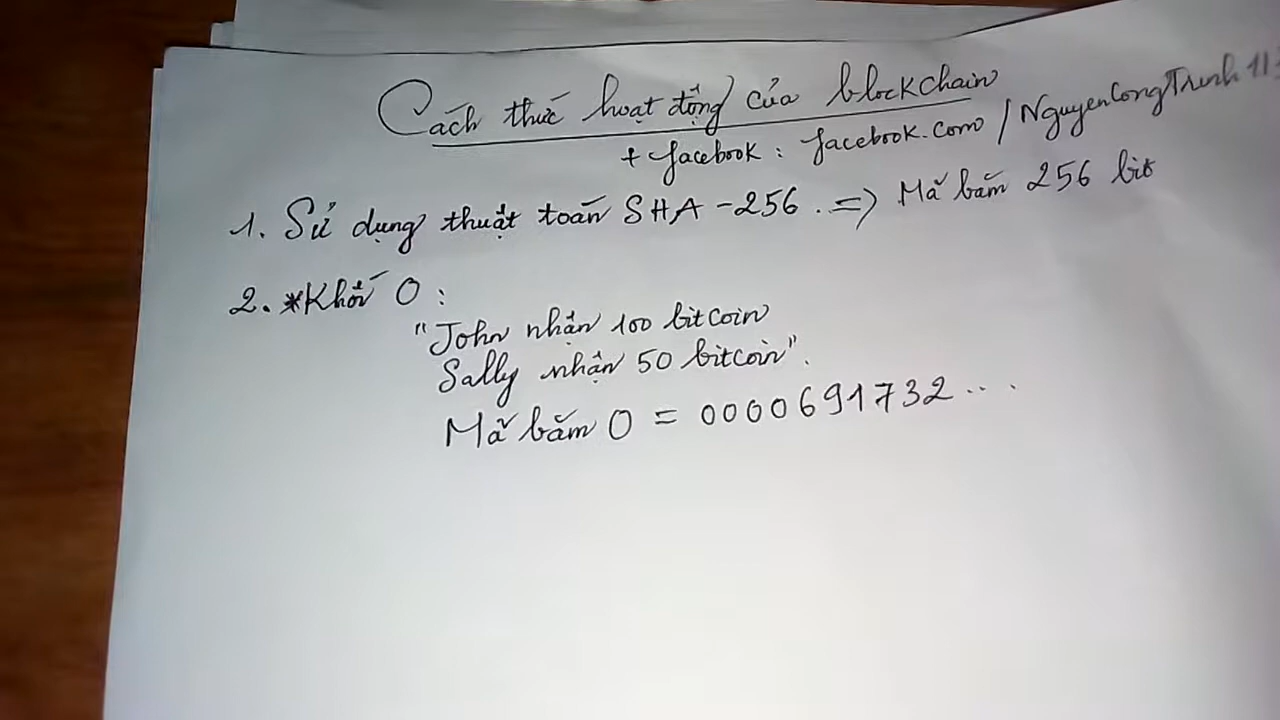 Cách thức hoạt động của blockchain
+ facebook : facebook.com / NguyenCongTrinh11
1. Sử dụng thuật toán SHA-256 . => Mã băm 256 bit
2. *Khối 0 :
"John nhận 100 bitcoin
Sally nhận 50 bitcoin".
Mã băm 0 = 0000691732....